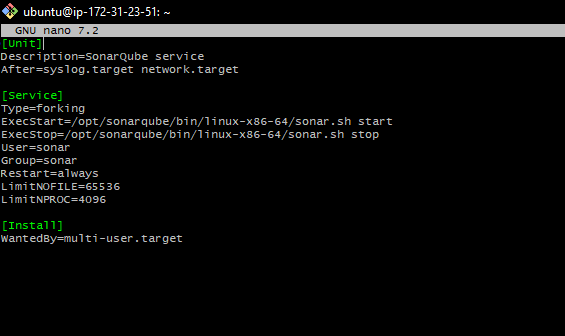 ubuntu@ip-172-31-23-51: ~
GNU nano 7.2
[Unit]
Description=SonarQube service
After=syslog.target network.target
[Service]
Type=forking
ExecStart=/opt/sonarqube/bin/linux-x86-64/sonar.sh start
ExecStop=/opt/sonarqube/bin/linux-x86-64/sonar.sh stop
User=sonar
Group=sonar
Restart=always
LimitNOFILE=65536
LimitNPROC=4096
[Install]
WantedBy=multi-user.target